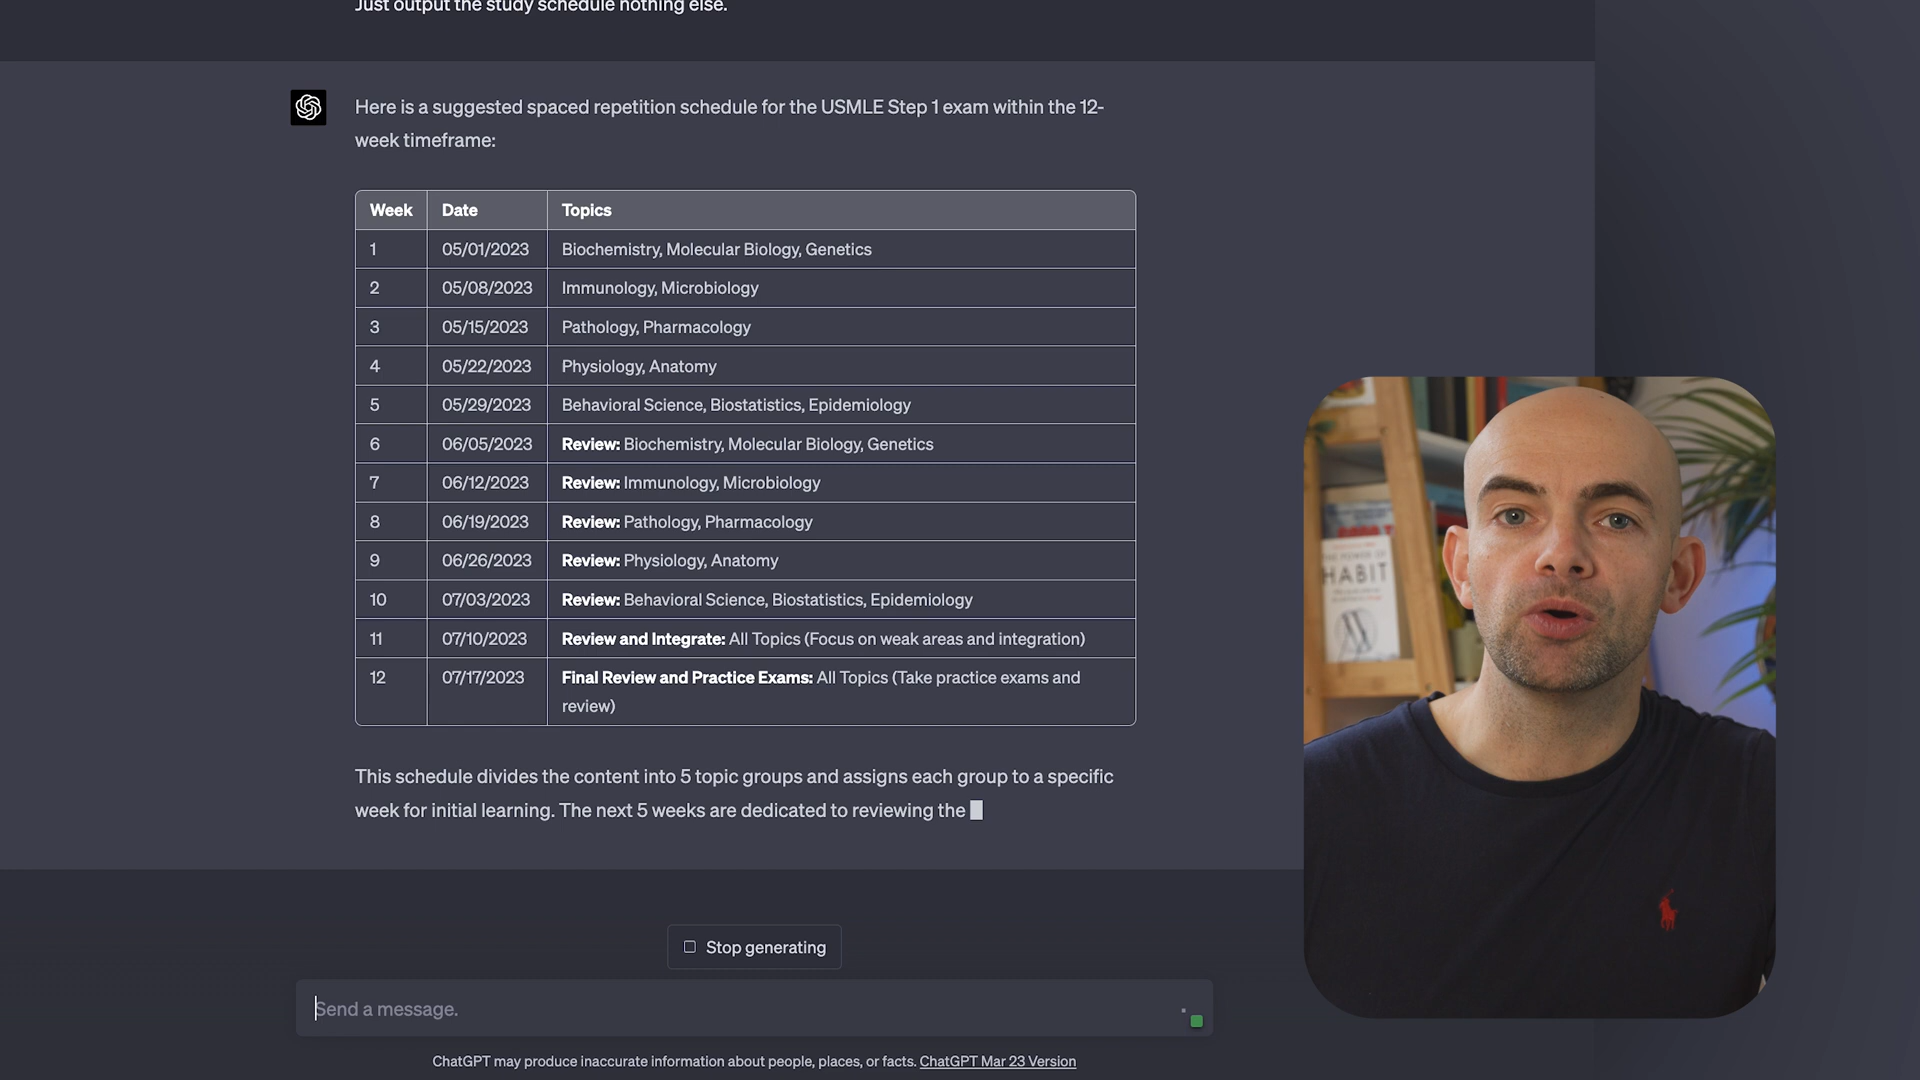 Just output the study schedule nothing else.
Here is a suggested spaced repetition schedule for the USMLE Step 1 exam within the 12-
week timeframe:
Week Date Topics
1 05/01/2023 Biochemistry, Molecular Biology, Genetics
2 05/08/2023 Immunology, Microbiology
3 05/15/2023 Pathology, Pharmacology
4 05/22/2023 Physiology, Anatomy
5 05/29/2023 Behavioral Science, Biostatistics, Epidemiology
6 06/05/2023 Review: Biochemistry, Molecular Biology, Genetics
7 06/12/2023 Review: Immunology, Microbiology
8 06/19/2023 Review: Pathology, Pharmacology
9 06/26/2023 Review: Physiology, Anatomy
10 07/03/2023 Review: Behavioral Science, Biostatistics, Epidemiology
11 07/10/2023 Review and Integrate: All Topics (Focus on weak areas and integration)
12 07/17/2023 Final Review and Practice Exams: All Topics (Take practice exams and
review)
This schedule divides the content into 5 topic groups and assigns each group to a specific
week for initial learning. The next 5 weeks are dedicated to reviewing the
Stop generating
Send a message.
ChatGPT may produce inaccurate information about people, places, or facts. ChatGPT Mar 23 Version
THE POWER OF
HABIT